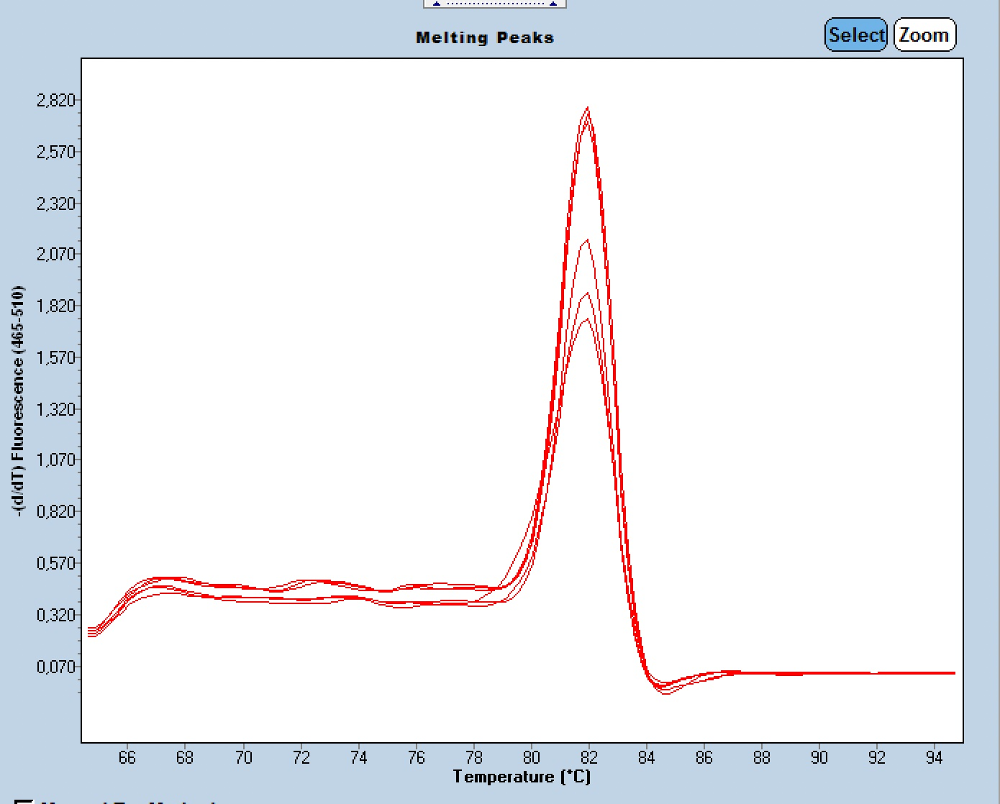 Melting Peaks
Select Zoom
-(d/dT) Fluorescence (465-510)
2,820
2,570
2,320
2,070
1,820
1,570
1,320
1,070
0,820
0,570
0,320
0,070
66 68 70 72 74 76 78 80 82 84 86 88 90 92 94
Temperature (°C)